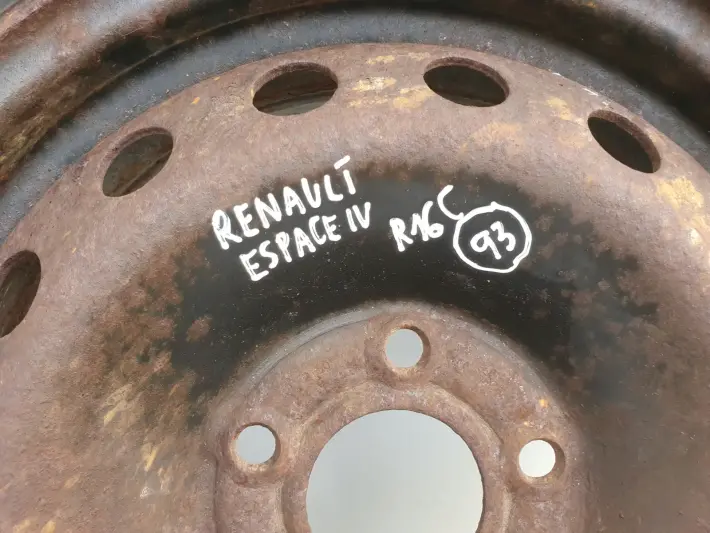 RENAULT
ESPACE IV
R16C 93